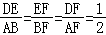 DE/AB = EF/BF = DF/AF = 1/2